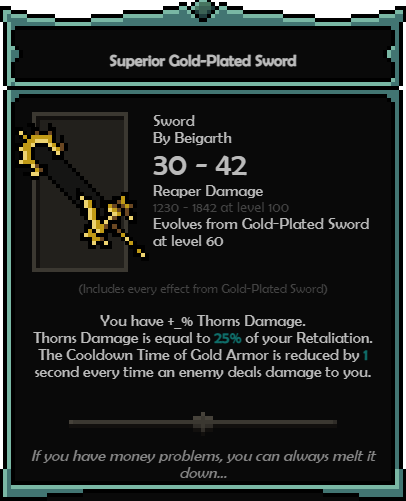 Superior Gold-Plated Sword
Sword
By Beigarth
30 - 42
Reaper Damage
1230 - 1842 at level 100
Evolves from Gold-Plated Sword
at level 60
(Includes every effect from Gold-Plated Sword)
You have +_% Thorns Damage.
Thorns Damage is equal to 25% of your Retaliation.
The Cooldown Time of Gold Armor is reduced by 1
second every time an enemy deals damage to you.
If you have money problems, you can always melt it
down...